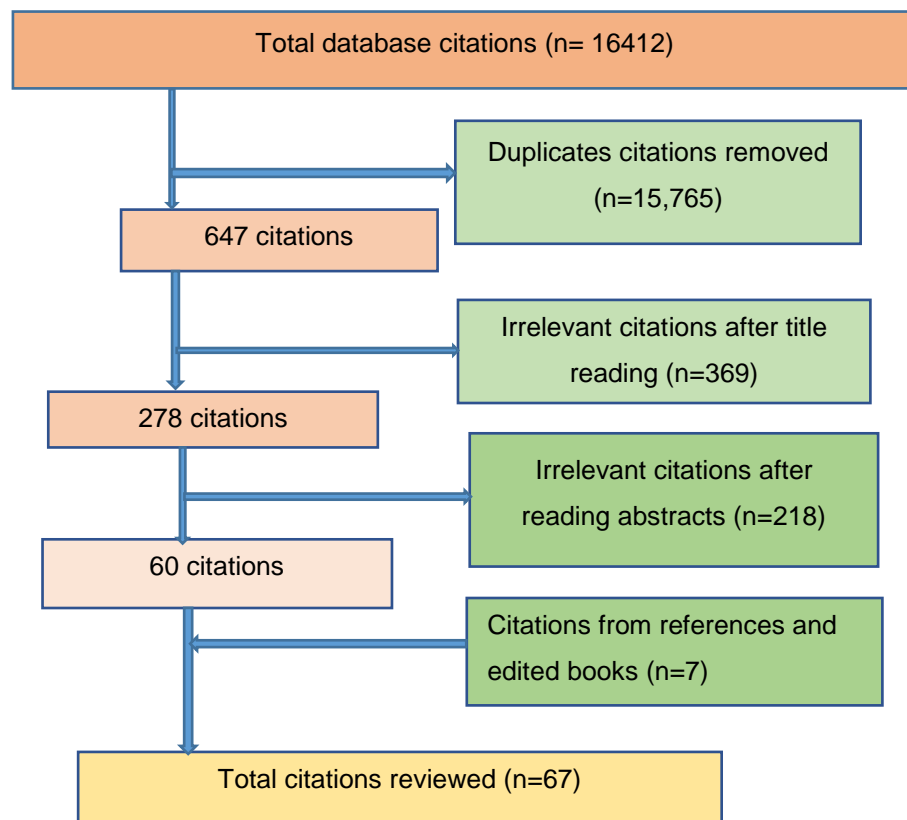 Total database citations (n= 16412)
Duplicates citations removed
(n=15,765)
647 citations
Irrelevant citations after title
reading (n=369)
278 citations
Irrelevant citations after
reading abstracts (n=218)
60 citations
Citations from references and
edited books (n=7)
Total citations reviewed (n=67)